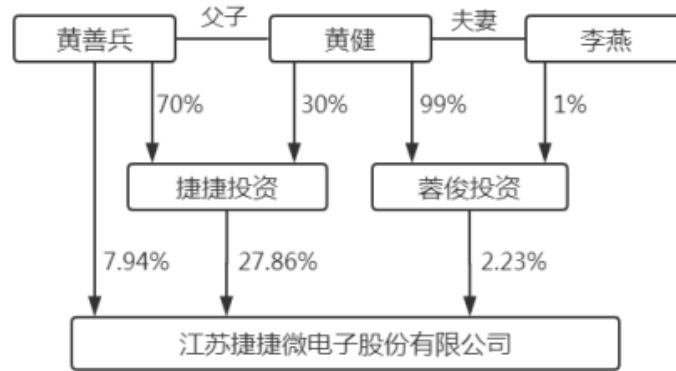 父子
夫妻
黄善兵
黄健
李燕
70%
30%
99%
1%
捷捷投资
蓉俊投资
7.94%
27.86%
2.23%
江苏捷捷微电子股份有限公司